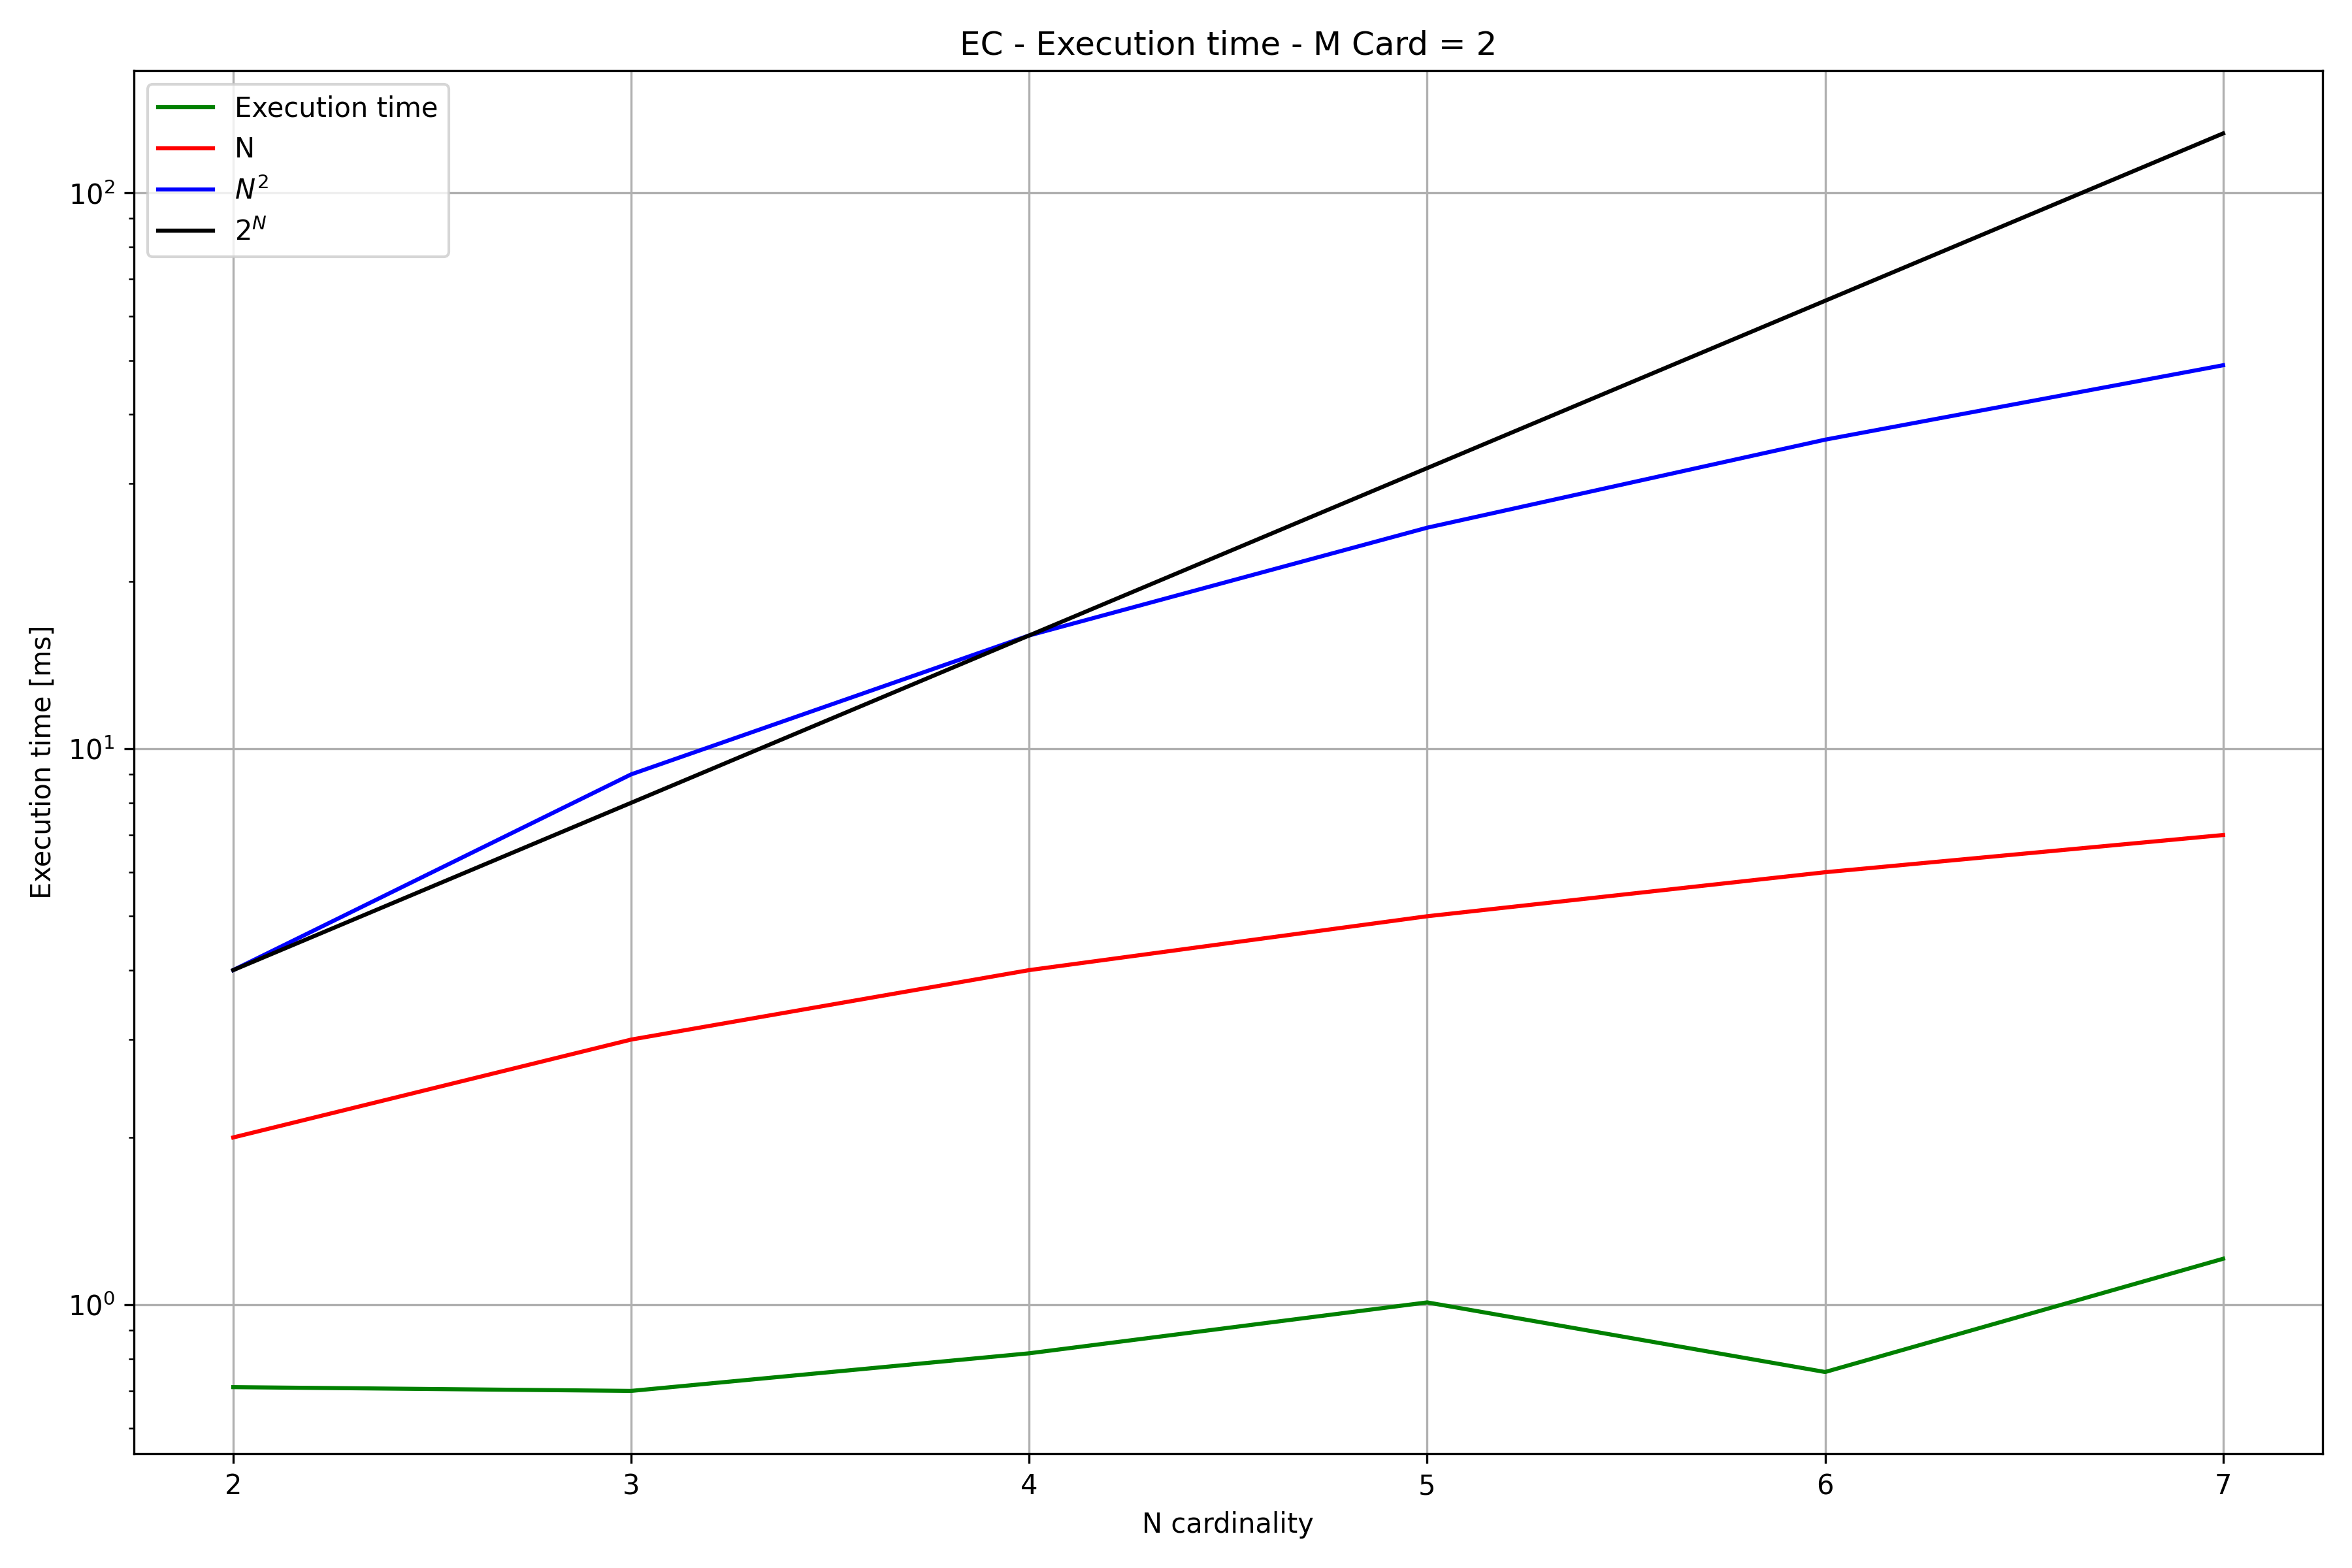 EC - Execution time - M Card = 2
Execution time
N
N²
2ᴺ
10²
10¹
10⁰
Execution time [ms]
2 3 4 5 6 7
N cardinality